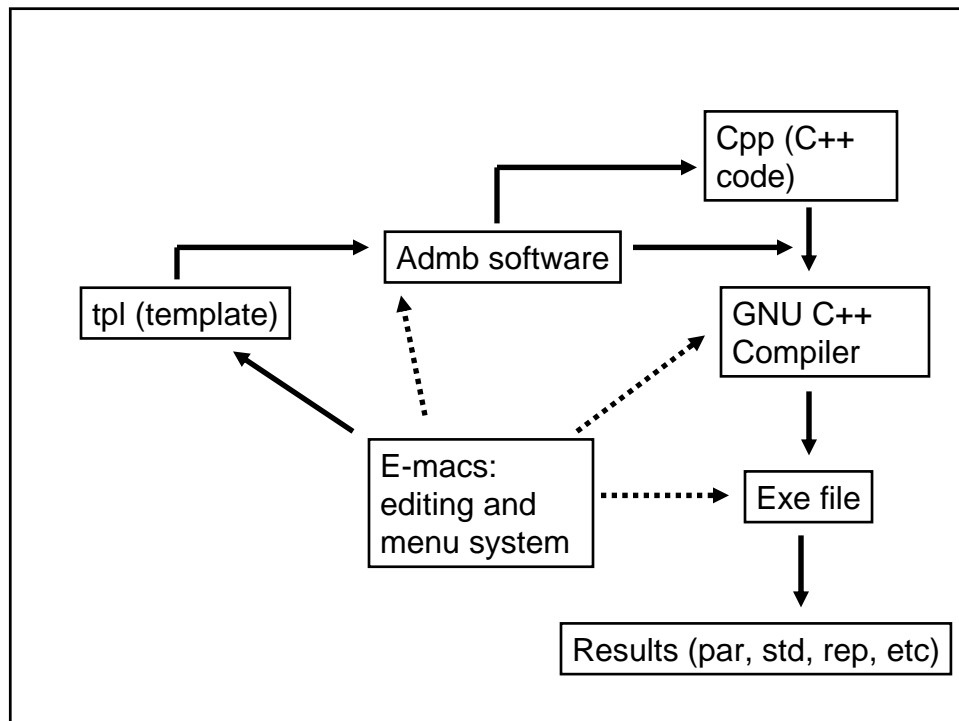 Cpp (C++
code)
Admb software
tpl (template)
GNU C++
Compiler
E-macs:
editing and
menu system
Exe file
Results (par, std, rep, etc)